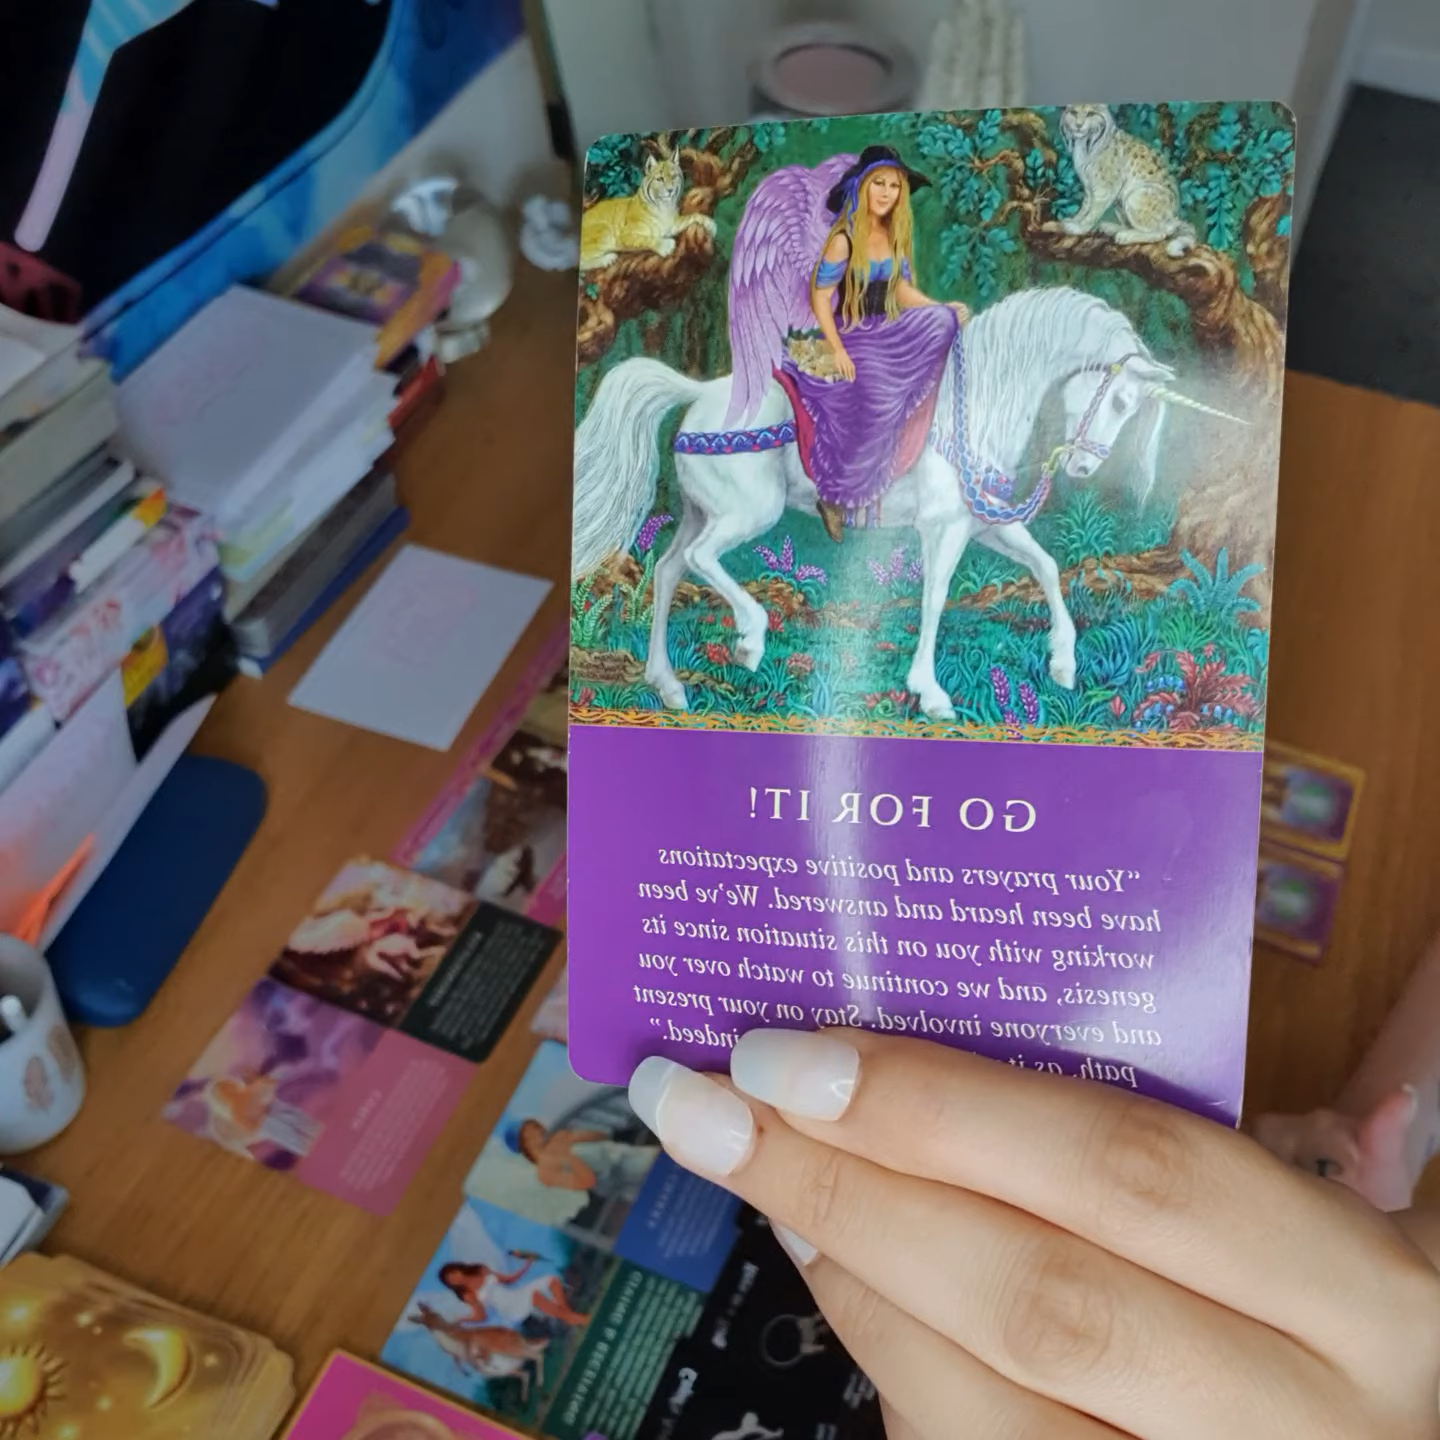 GO FOR IT!
“Your prayers and positive expectations
have been heard and answered. We’ve been
working with you on this situation since its
genesis, and we continue to watch over you
and everyone involved. Stay on your present
path, as it indeed.”